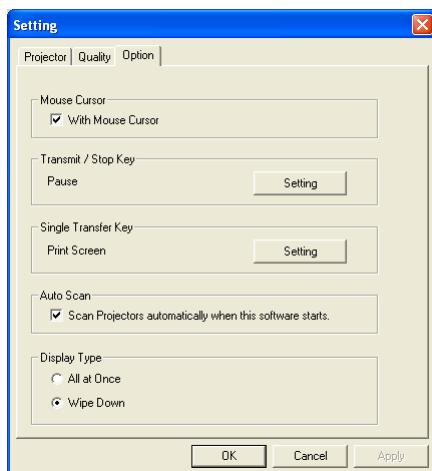 Setting
Projector Quality Option
Mouse Cursor
With Mouse Cursor
Transmit / Stop Key
Pause Setting
Single Transfer Key
Print Screen Setting
Auto Scan
Scan Projectors automatically when this software starts.
Display Type
All at Once
Wipe Down
OK Cancel Apply